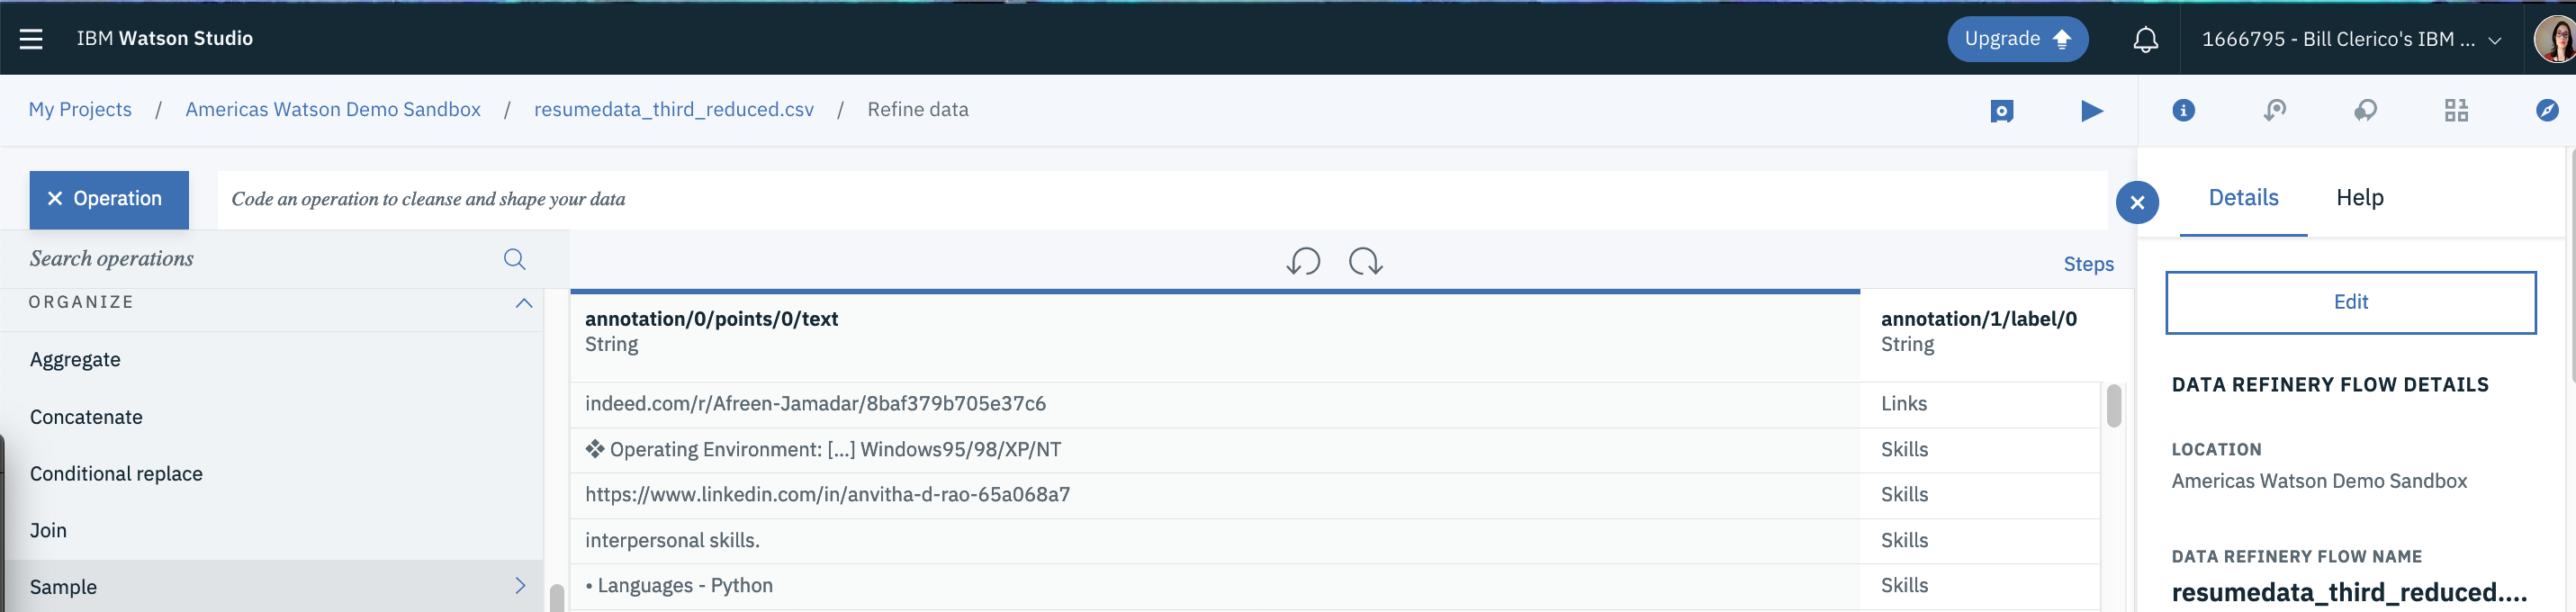 IBM Watson Studio
Upgrade
1666795 - Bill Clerico's IBM ...
My Projects / Americas Watson Demo Sandbox / resumedata_third_reduced.csv / Refine data
× Operation
Code an operation to cleanse and shape your data
Details
Help
Search operations
Steps
ORGANIZE
Aggregate
Concatenate
Conditional replace
Join
Sample
annotation/0/points/0/text
String
annotation/1/label/0
String
indeed.com/r/Afreen-Jamadar/8baf379b705e37c6
Links
❖ Operating Environment: [...] Windows95/98/XP/NT
Skills
https://www.linkedin.com/in/anvitha-d-rao-65a068a7
Skills
interpersonal skills.
Skills
• Languages - Python
Skills
Edit
DATA REFINERY FLOW DETAILS
LOCATION
Americas Watson Demo Sandbox
DATA REFINERY FLOW NAME
resumedata_third_reduced....